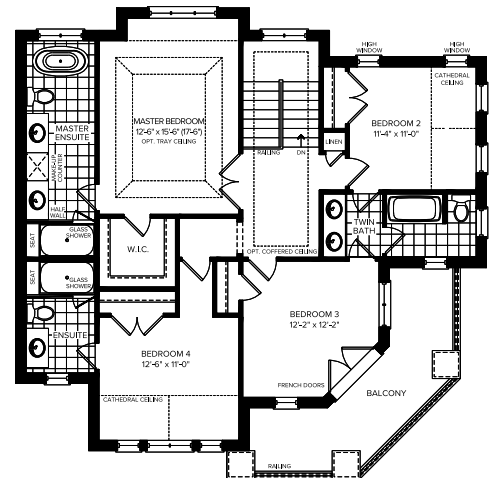 HIGH
WINDOW
HIGH
WINDOW
CATHEDRAL
CEILING
MASTER BEDROOM
12'-6" x 15'-6" (17'-6")
OPT. TRAY CEILING
BEDROOM 2
11'-4" x 11'-0"
MASTER
ENSUITE
MAKE-UP
COUNTER
RAILING
DN
LINEN
HALF
WALL
TWIN
BATH
SEAT
GLASS
SHOWER
W.I.C.
OPT. COFFERED CEILING
SEAT
GLASS
SHOWER
ENSUITE
BEDROOM 3
12'-2" x 12'-2"
BEDROOM 4
12'-6" x 11'-0"
FRENCH DOORS
BALCONY
CATHEDRAL CEILING
RAILING